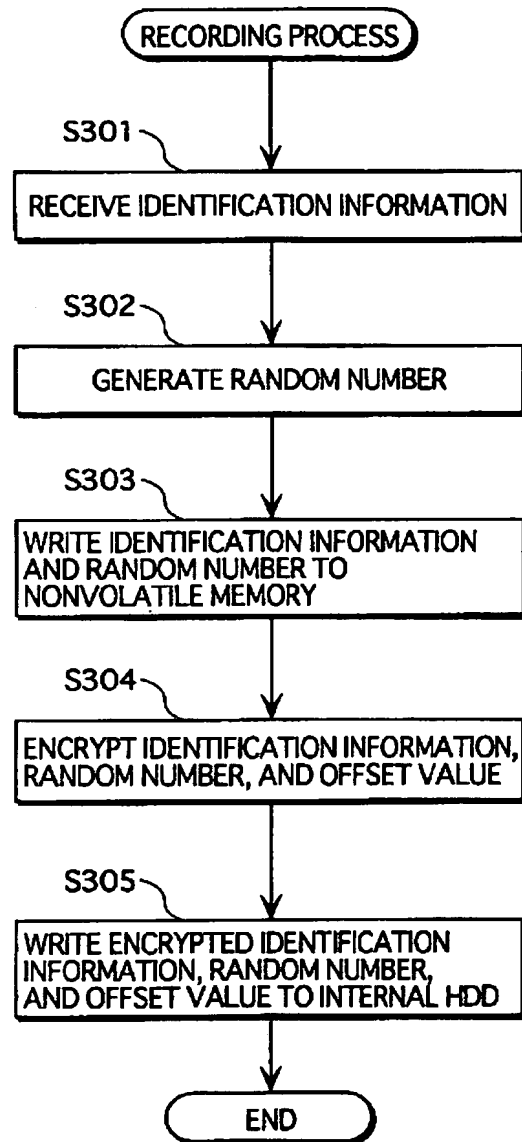 RECORDING PROCESS
S301
RECEIVE IDENTIFICATION INFORMATION
S302
GENERATE RANDOM NUMBER
S303
WRITE IDENTIFICATION INFORMATION
AND RANDOM NUMBER TO
NONVOLATILE MEMORY
S304
ENCRYPT IDENTIFICATION INFORMATION,
RANDOM NUMBER, AND OFFSET VALUE
S305
WRITE ENCRYPTED IDENTIFICATION
INFORMATION, RANDOM NUMBER,
AND OFFSET VALUE TO INTERNAL HDD
END